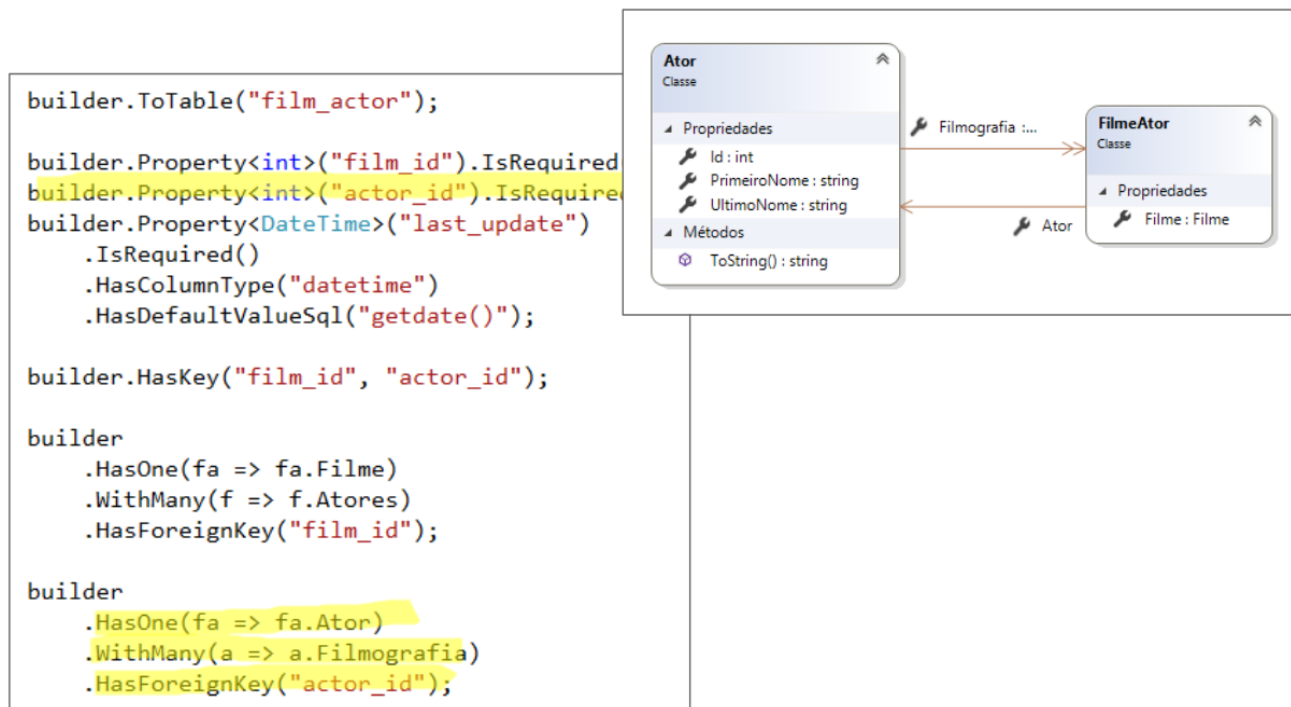 builder.ToTable("film_actor");
builder.Property<int>("film_id").IsRequired
builder.Property<int>("actor_id").IsRequired
builder.Property<DateTime>("last_update")
.IsRequired()
.HasColumnType("datetime")
.HasDefaultValueSql("getdate()");
builder.HasKey("film_id", "actor_id");
builder
.HasOne(fa => fa.Filme)
.WithMany(f => f.Atores)
.HasForeignKey("film_id");
builder
.HasOne(fa => fa.Ator)
.WithMany(a => a.Filmografia)
.HasForeignKey("actor_id");
Ator
Classe
Propriedades
Id : int
PrimeiroNome : string
UltimoNome : string
Métodos
ToString() : string
Filmografia :...
Ator
FilmeAtor
Classe
Propriedades
Filme : Filme